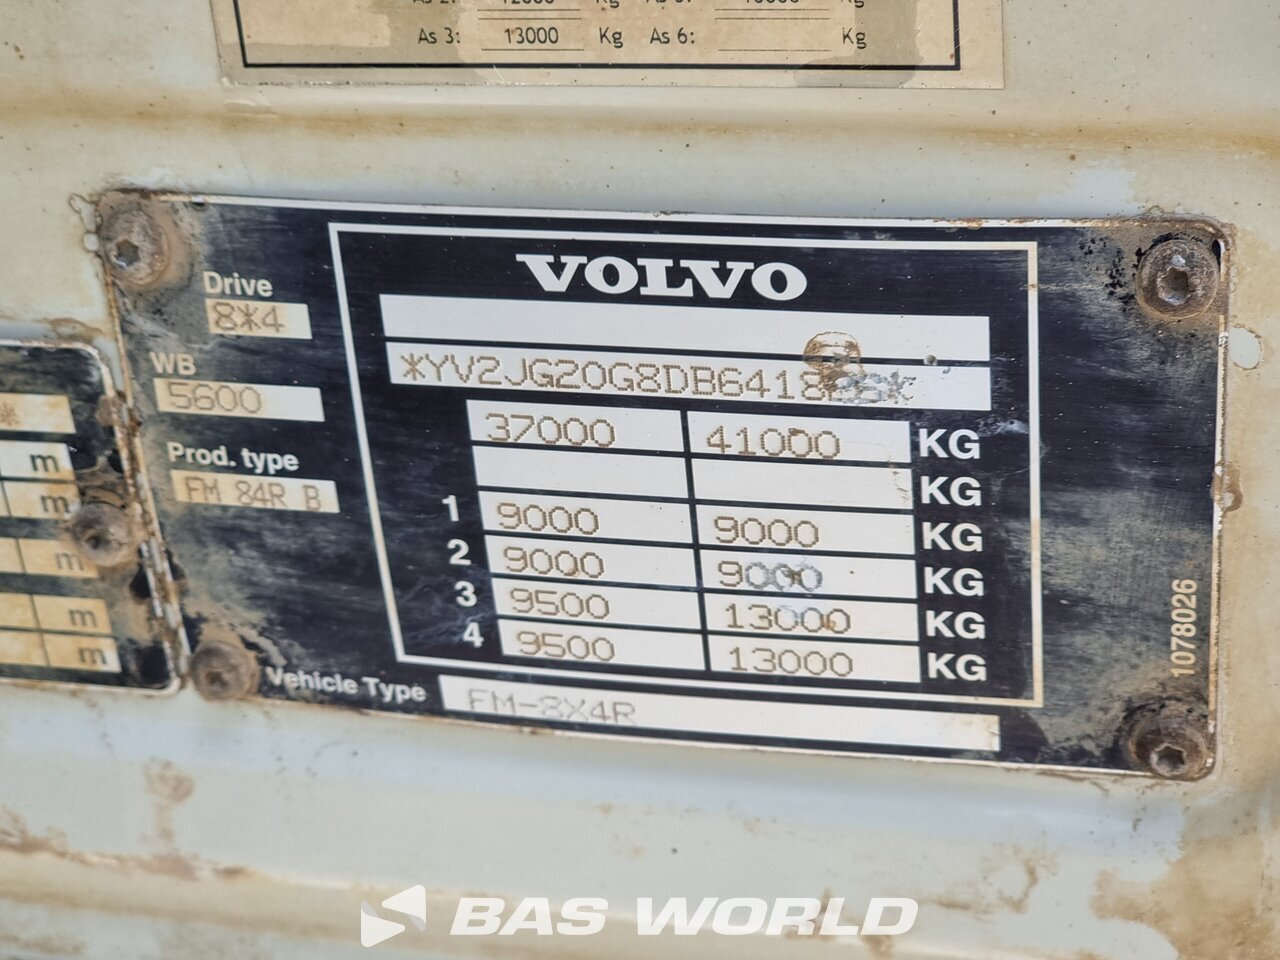 As 3: 13000 Kg As 6: Kg
VOLVO
Drive
8*4
WB
5600
Prod. type
FM 84R B
37000 41000 KG
KG
1 9000 9000 KG
2 9000 9000 KG
3 9500 13000 KG
4 9500 13000 KG
Vehicle Type FM-8X4R
1078026
m
m
m
m
m
BAS WORLD